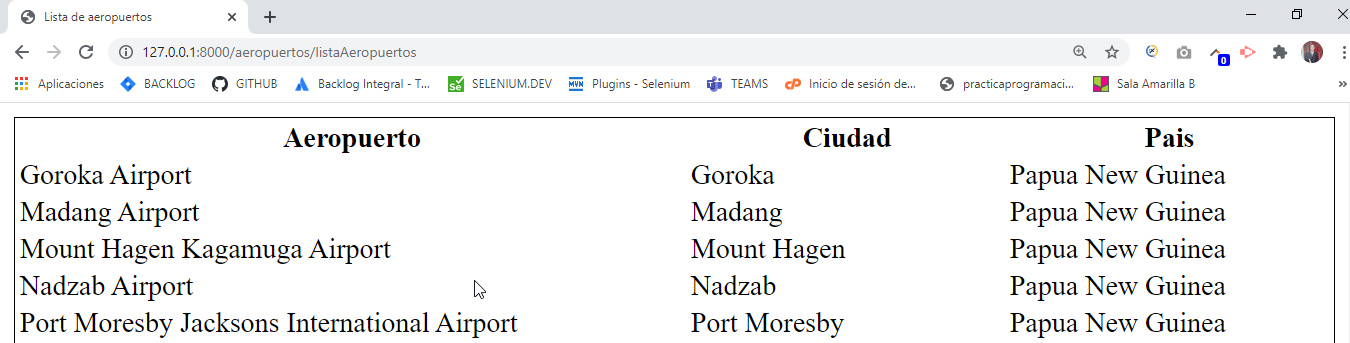 Lista de aeropuertos
127.0.0.1:8000/aeropuertos/listaAeropuertos
0
Aplicaciones BACKLOG GITHUB Backlog Integral - T... SELENIUM.DEV MVN Plugins - Selenium TEAMS Inicio de sesión de... practicaprogramaci... Sala Amarilla B »
Aeropuerto Ciudad Pais
Goroka Airport Goroka Papua New Guinea
Madang Airport Madang Papua New Guinea
Mount Hagen Kagamuga Airport Mount Hagen Papua New Guinea
Nadzab Airport Nadzab Papua New Guinea
Port Moresby Jacksons International Airport Port Moresby Papua New Guinea